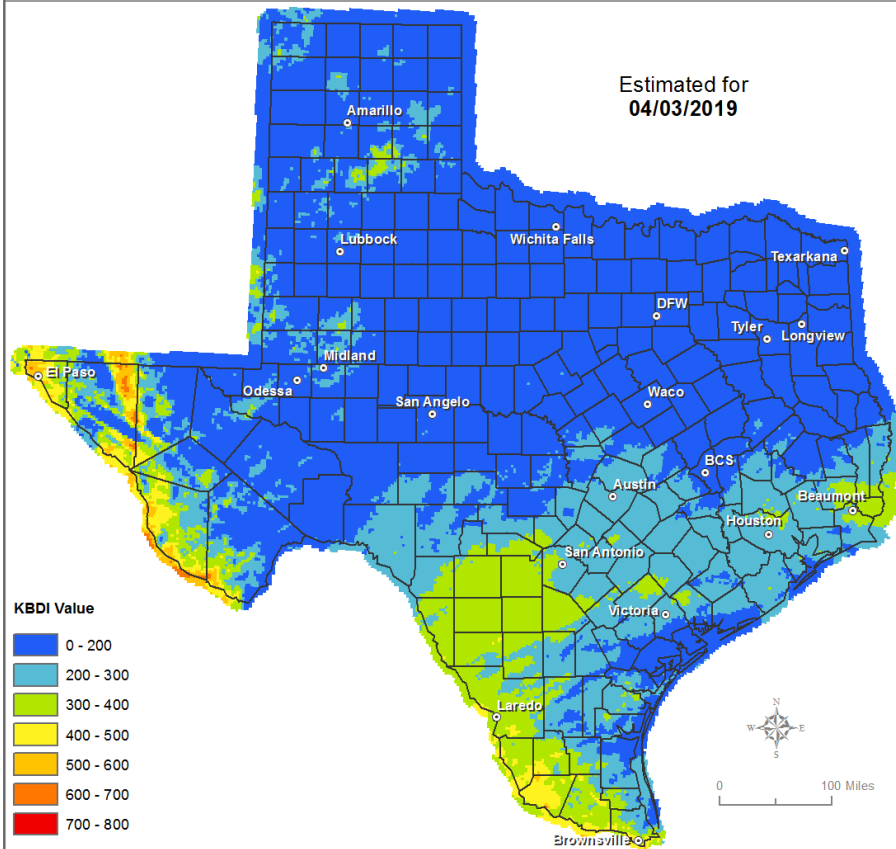 Estimated for
04/03/2019
Amarillo
Lubbock
Wichita Falls
Texarkana
DFW
Tyler
Longview
Midland
El Paso
Odessa
San Angelo
Waco
BCS
Austin
Beaumont
Houston
San Antonio
Victoria
Laredo
Brownsville
KBDI Value
0 - 200
200 - 300
300 - 400
400 - 500
500 - 600
600 - 700
700 - 800
N
W E
S
0 100 Miles